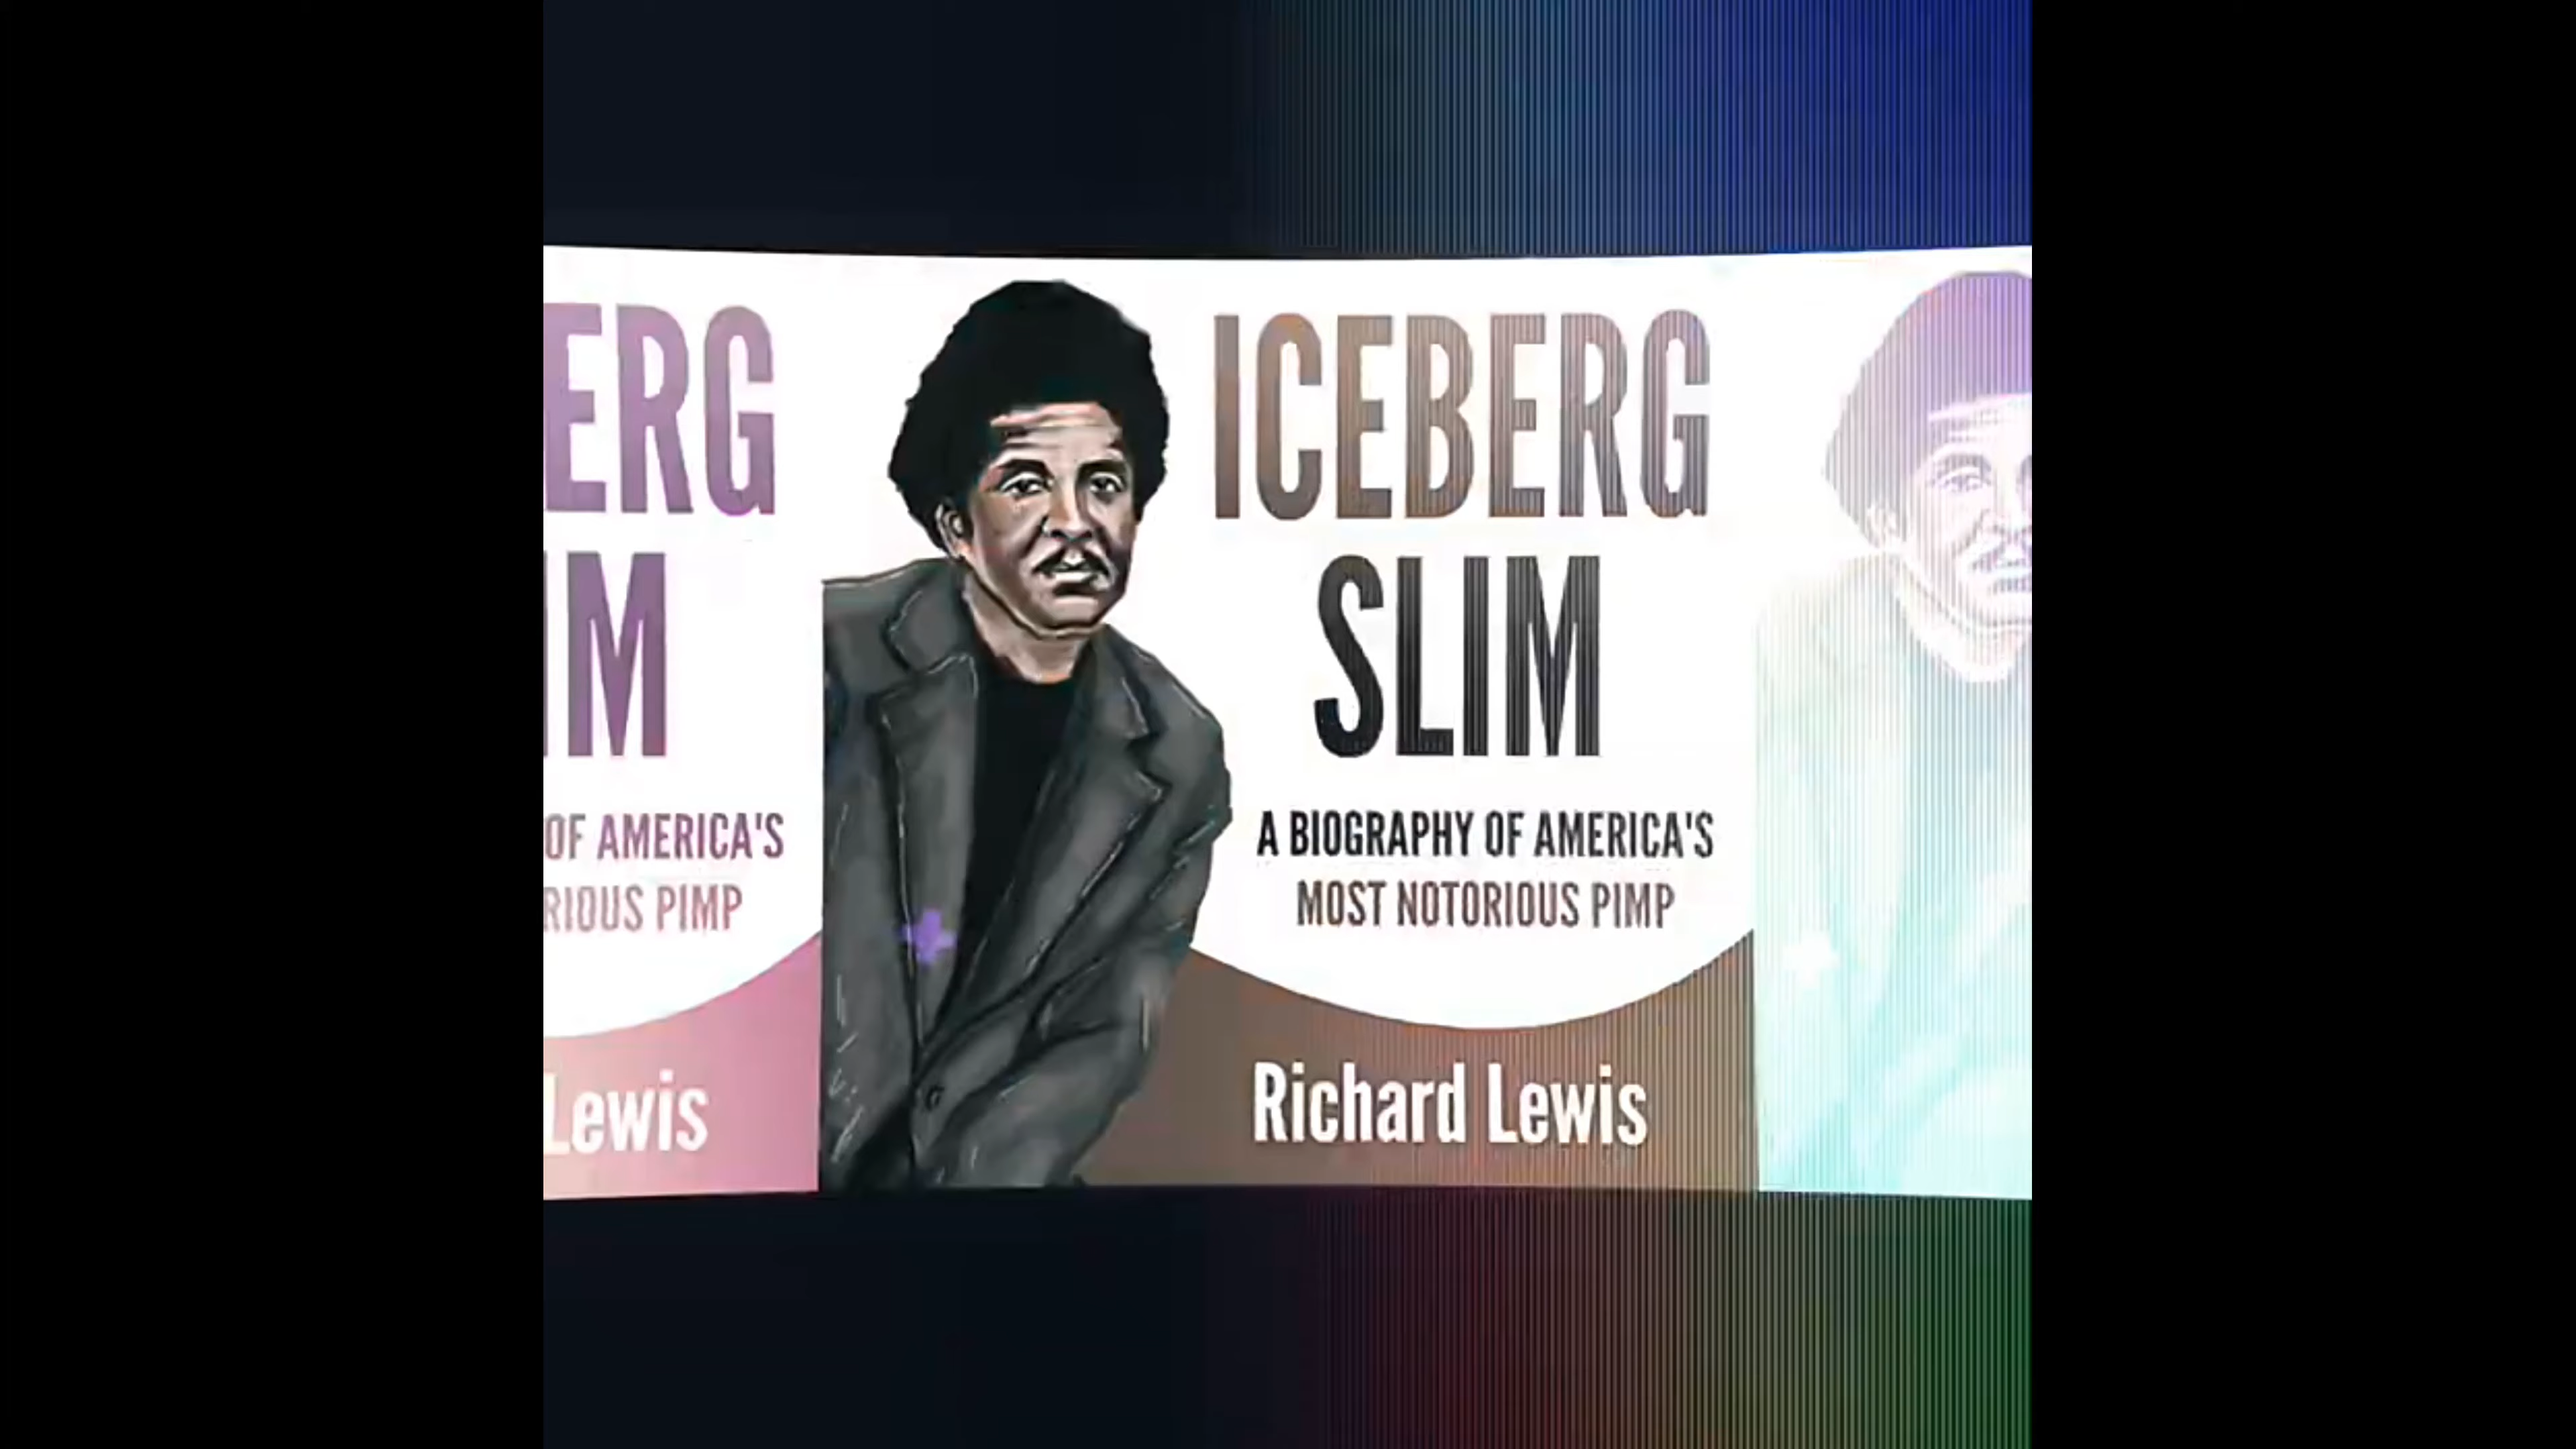 ERG
IM
OF AMERICA'S
RIOUS PIMP
Lewis
ICEBERG
SLIM
A BIOGRAPHY OF AMERICA'S
MOST NOTORIOUS PIMP
Richard Lewis